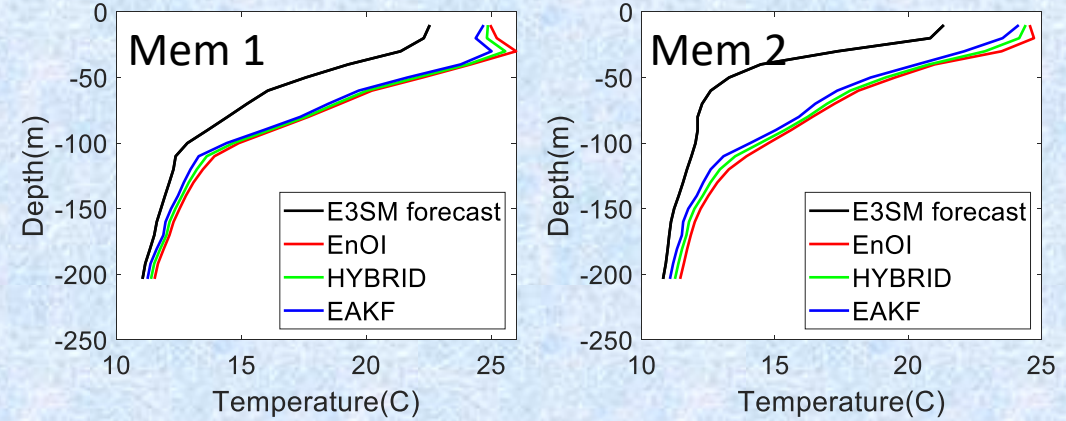 Mem 1
0
-50
-100
-150
-200
-250
Depth(m)
E3SM forecast
EnOI
HYBRID
EAKF
10
15
20
25
Temperature(C)
Mem 2
0
-50
-100
-150
-200
-250
Depth(m)
E3SM forecast
EnOI
HYBRID
EAKF
10
15
20
25
Temperature(C)